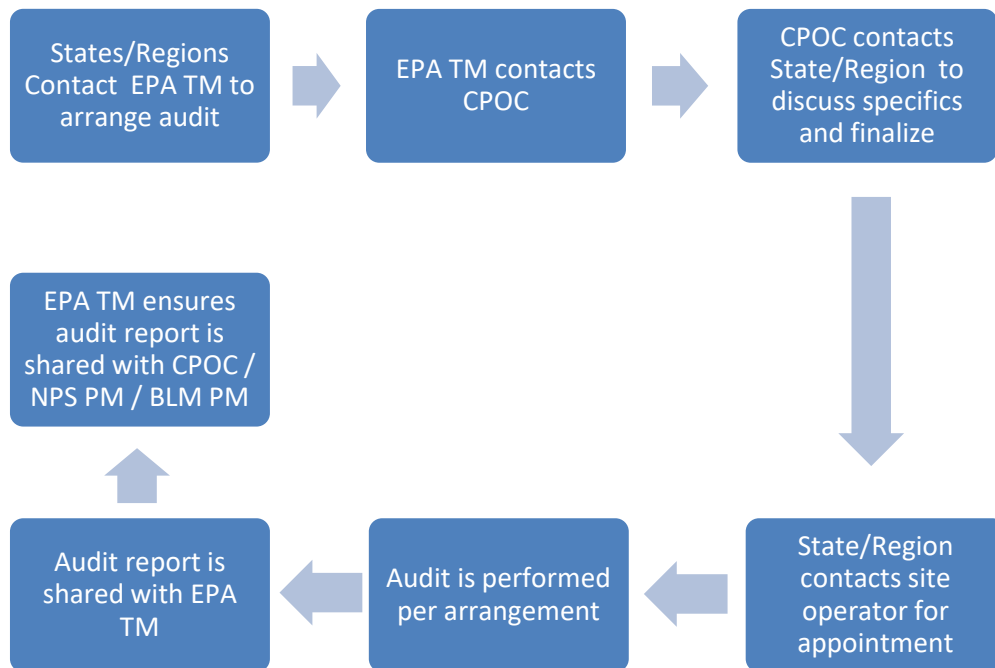 States/Regions
Contact EPA TM to
arrange audit
EPA TM contacts
CPOC
CPOC contacts
State/Region to
discuss specifics
and finalize
State/Region
contacts site
operator for
appointment
Audit is performed
per arrangement
Audit report is
shared with EPA
TM
EPA TM ensures
audit report is
shared with CPOC /
NPS PM / BLM PM